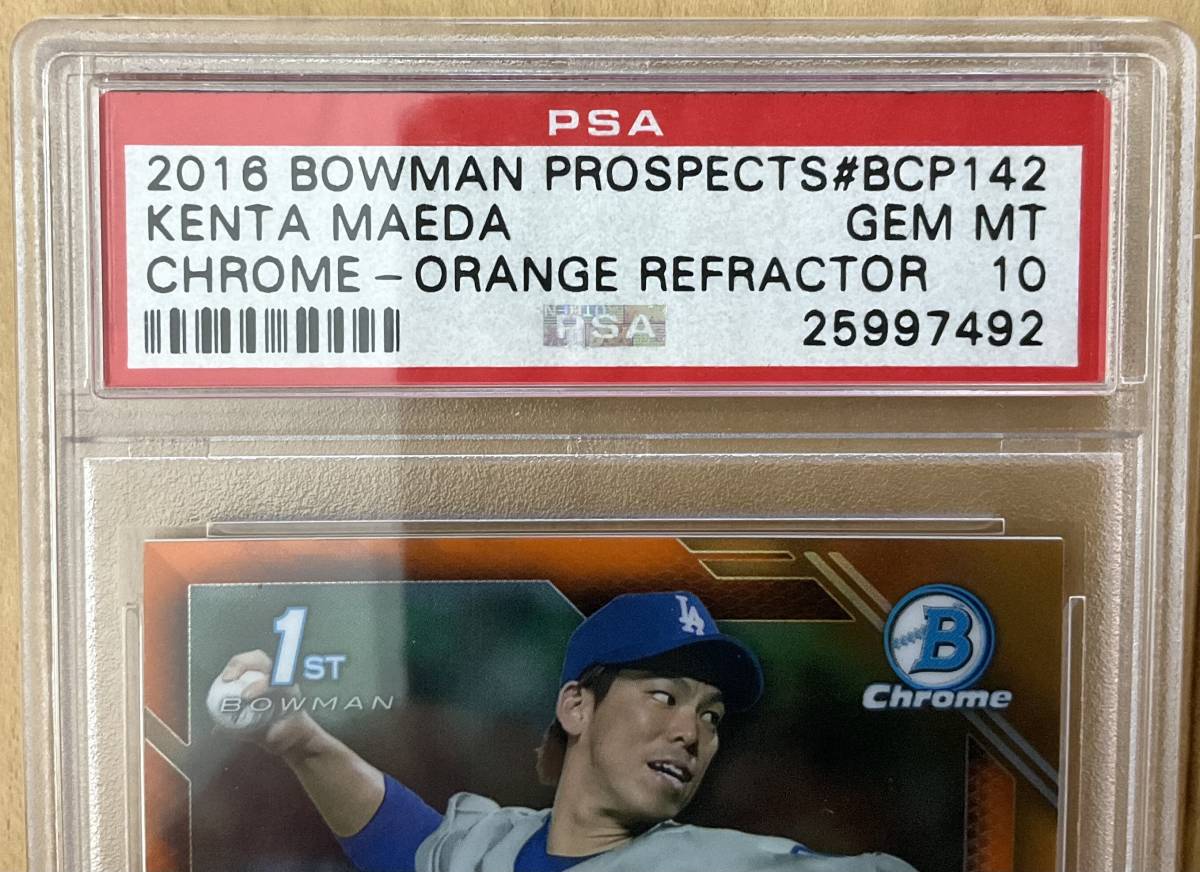 PSA
2016 BOWMAN PROSPECTS#BCP142
KENTA MAEDA GEM MT
CHROME - ORANGE REFRACTOR 10
PSA 25997492
1ST
BOWMAN
LA
B
Chrome